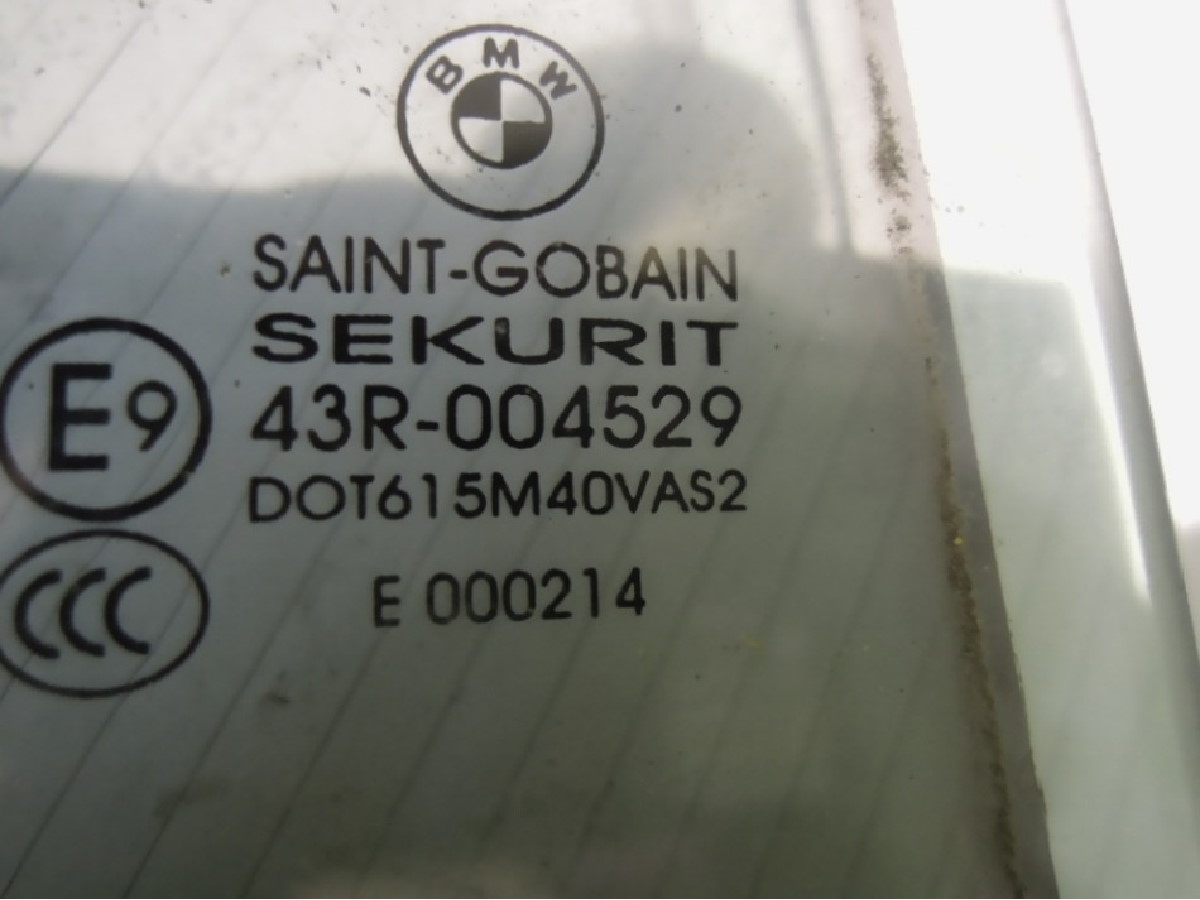 BMW
SAINT-GOBAIN
SEKURIT
E9
43R-004529
DOT615M40VAS2
CCC
E 000214